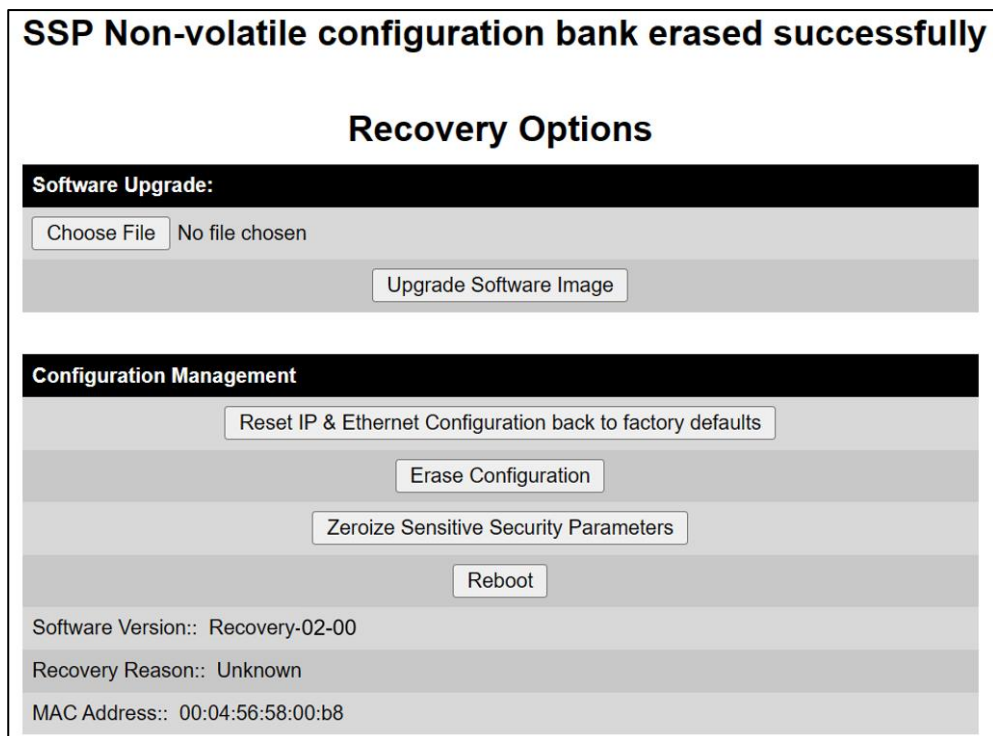 SSP Non-volatile configuration bank erased successfully
Recovery Options
Software Upgrade:
Choose File No file chosen
Upgrade Software Image
Configuration Management
Reset IP & Ethernet Configuration back to factory defaults
Erase Configuration
Zeroize Sensitive Security Parameters
Reboot
Software Version:: Recovery-02-00
Recovery Reason:: Unknown
MAC Address:: 00:04:56:58:00:b8